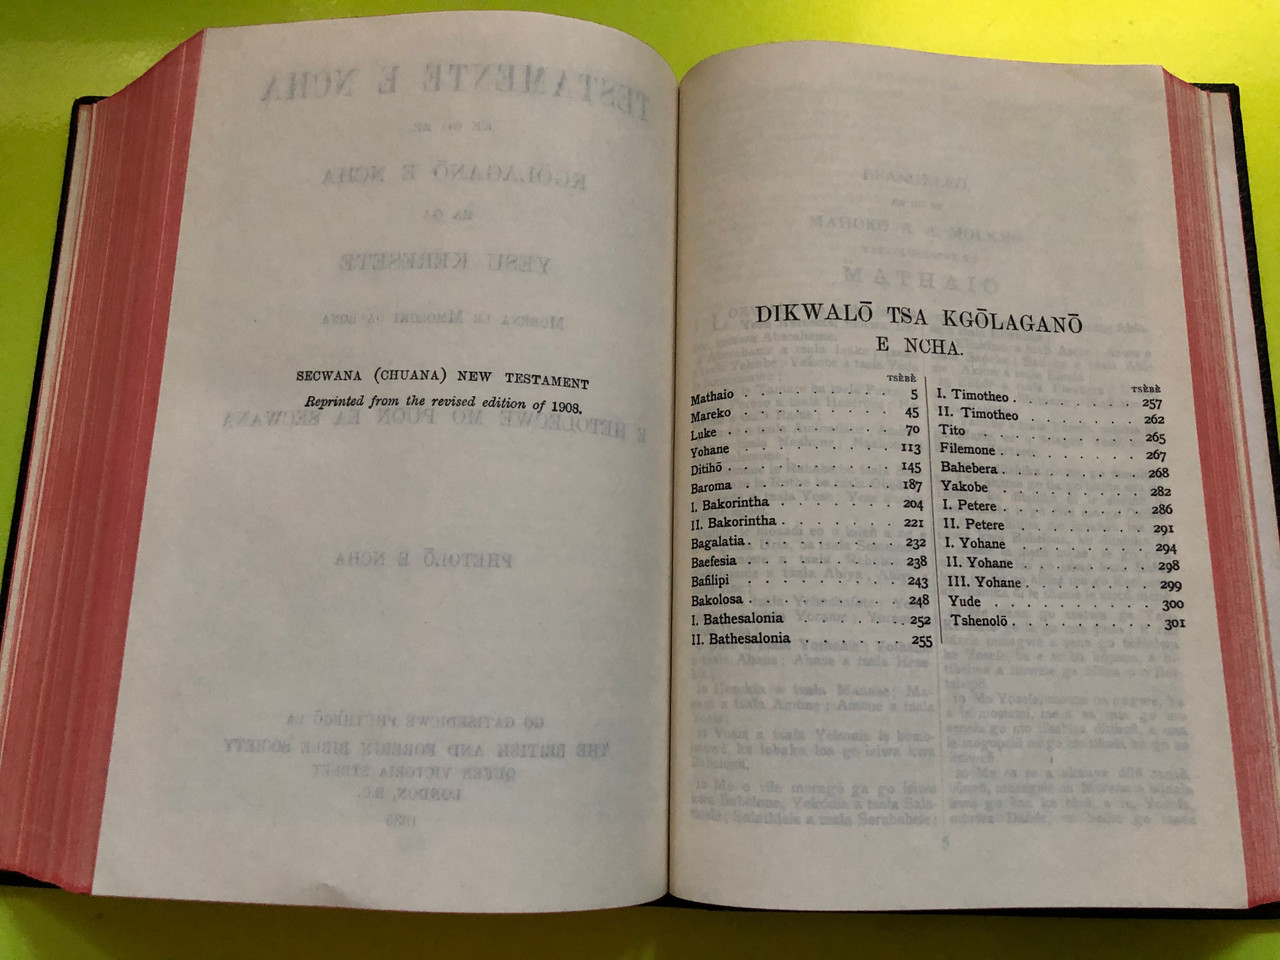 SECWANA (CHUANA) NEW TESTAMENT
Reprinted from the revised edition of 1908.
DIKWALŌ TSA KGŌLAGANŌ
E NCHA.
TSÈBÈ
Mathaio . . . . . . . . . 5
Mareko . . . . . . . . . 45
Luke . . . . . . . . . 70
Yohane . . . . . . . . . 113
Ditihō . . . . . . . . . 145
Baroma . . . . . . . . . 187
I. Bakorintha . . . . . . . 204
II. Bakorintha . . . . . . . 221
Bagalatia . . . . . . . . 232
Baefesia . . . . . . . . 238
Bafilipi . . . . . . . . 243
Bakolosa . . . . . . . . 248
I. Bathesalonia . . . . . . 252
II. Bathesalonia . . . . . . 255
TSÈBÈ
I. Timotheo . . . . . . . . 257
II. Timotheo . . . . . . . 262
Tito . . . . . . . . . 265
Filemone . . . . . . . . 267
Bahebera . . . . . . . . 268
Yakobe . . . . . . . . 282
I. Petere . . . . . . . . 286
II. Petere . . . . . . . . 291
I. Yohane . . . . . . . . 294
II. Yohane . . . . . . . . 298
III. Yohane . . . . . . . . 299
Yude . . . . . . . . . 300
Tshenolō . . . . . . . . . 301